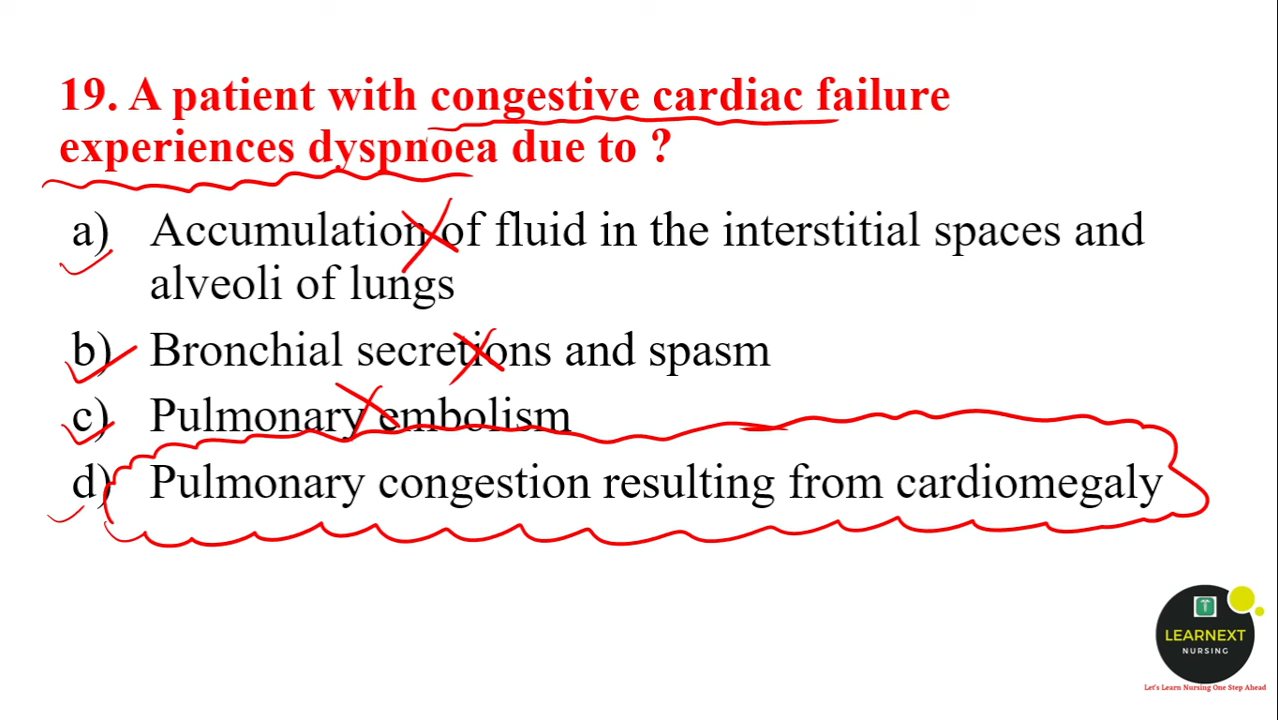 19. A patient with congestive cardiac failure
experiences dyspnoea due to ?
a) Accumulation of fluid in the interstitial spaces and
alveoli of lungs
b) Bronchial secretions and spasm
c) Pulmonary embolism
d) Pulmonary congestion resulting from cardiomegaly
LEARNEXT
NURSING
Let's Learn Nursing One Step Ahead